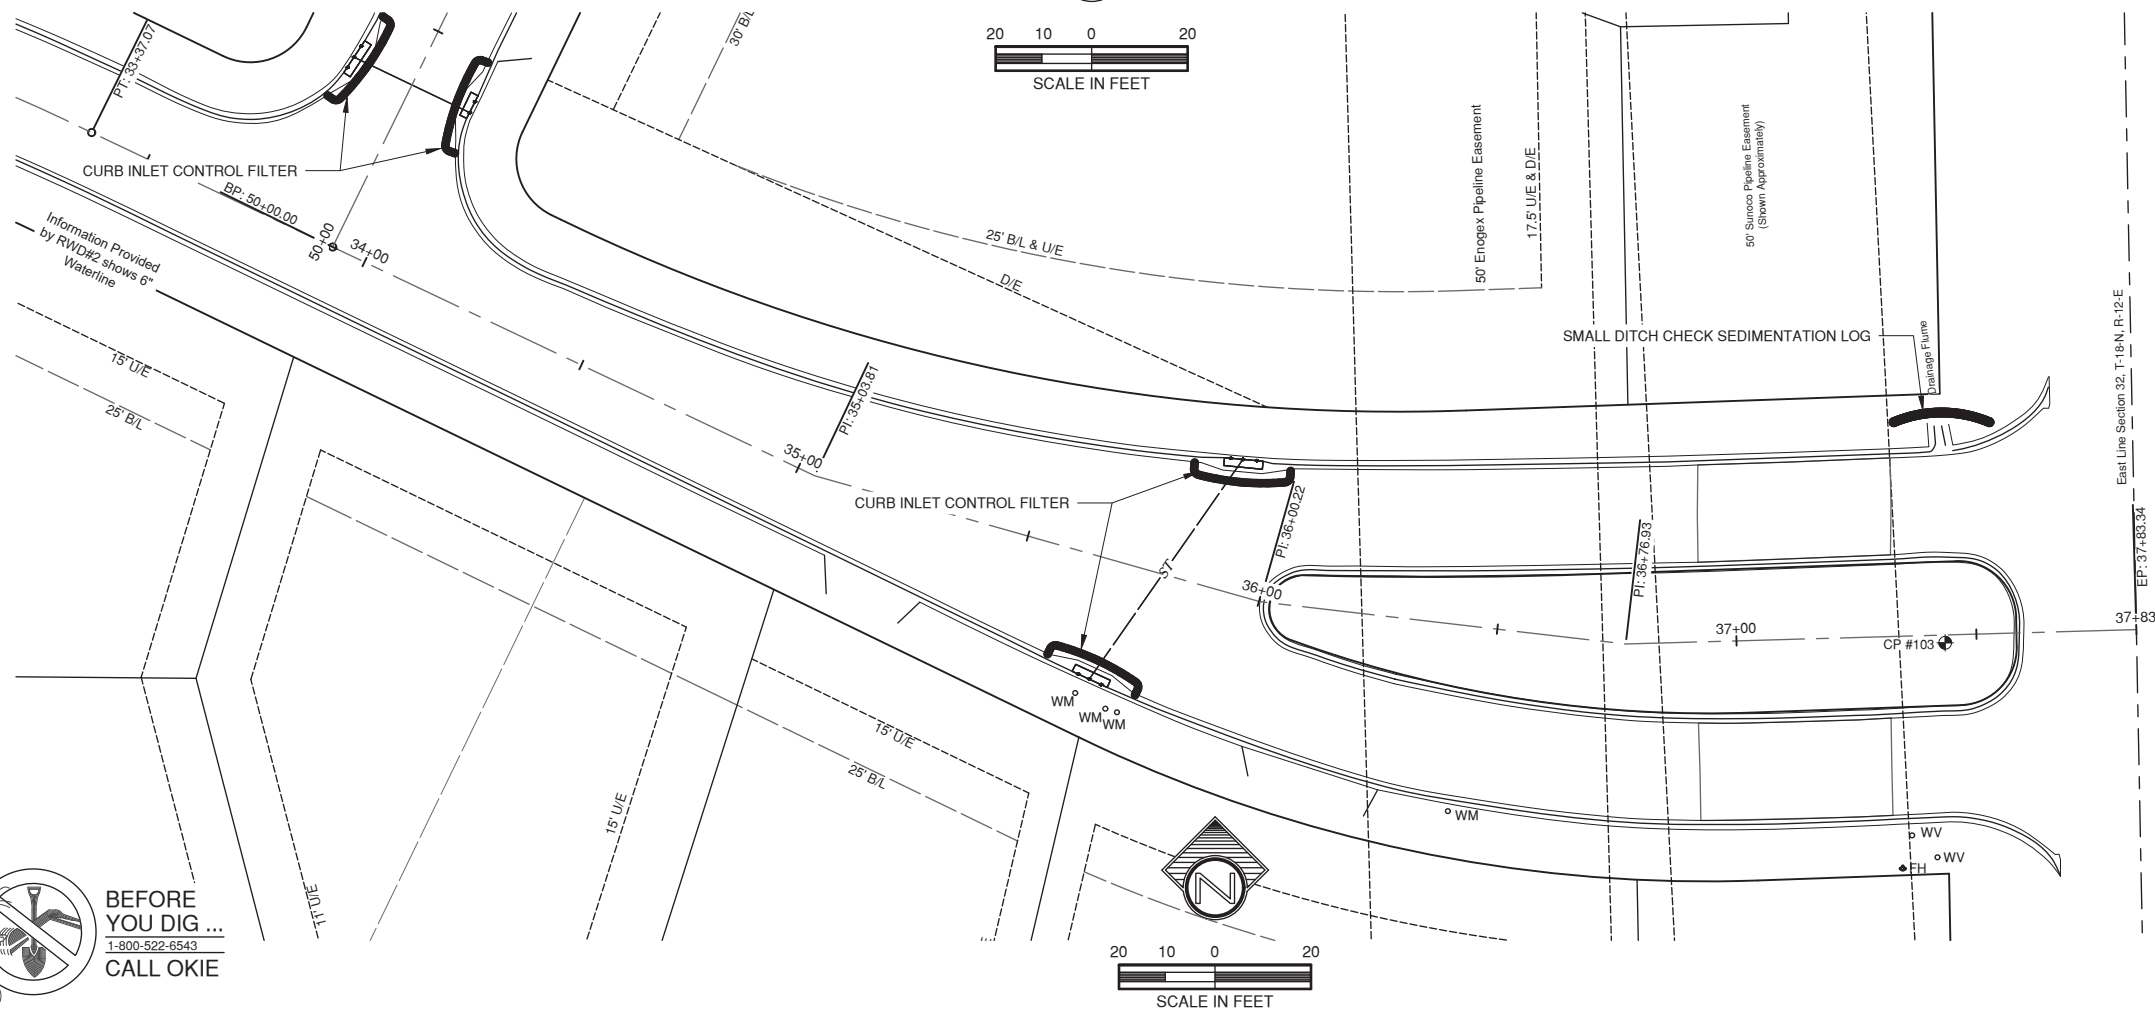 20 10 0 20
SCALE IN FEET
30' B/L
PT: 33+37.07
CURB INLET CONTROL FILTER
BP: 50+00.00
50+00
34+00
Information Provided
by RWD#2 shows 6"
Waterline
25' B/L & U/E
D/E
50' Enogex Pipeline Easement
17.5' U/E & D/E
50' Sunoco Pipeline Easement
(Shown Approximately)
SMALL DITCH CHECK SEDIMENTATION LOG
Drainage Flume
East Line Section 32, T-18-N, R-12-E
15' U/E
25' B/L
PI: 35+03.81
35+00
CURB INLET CONTROL FILTER
ST
PI: 36+00.22
36+00
PI: 36+76.93
37+00
CP #103
EP: 37+83.34
37+83
WM
WM
WM
15' U/E
25' B/L
15' U/E
11' U/E
WM
WV
WV
FH
N
BEFORE
YOU DIG ...
1-800-522-6543
CALL OKIE
20 10 0 20
SCALE IN FEET